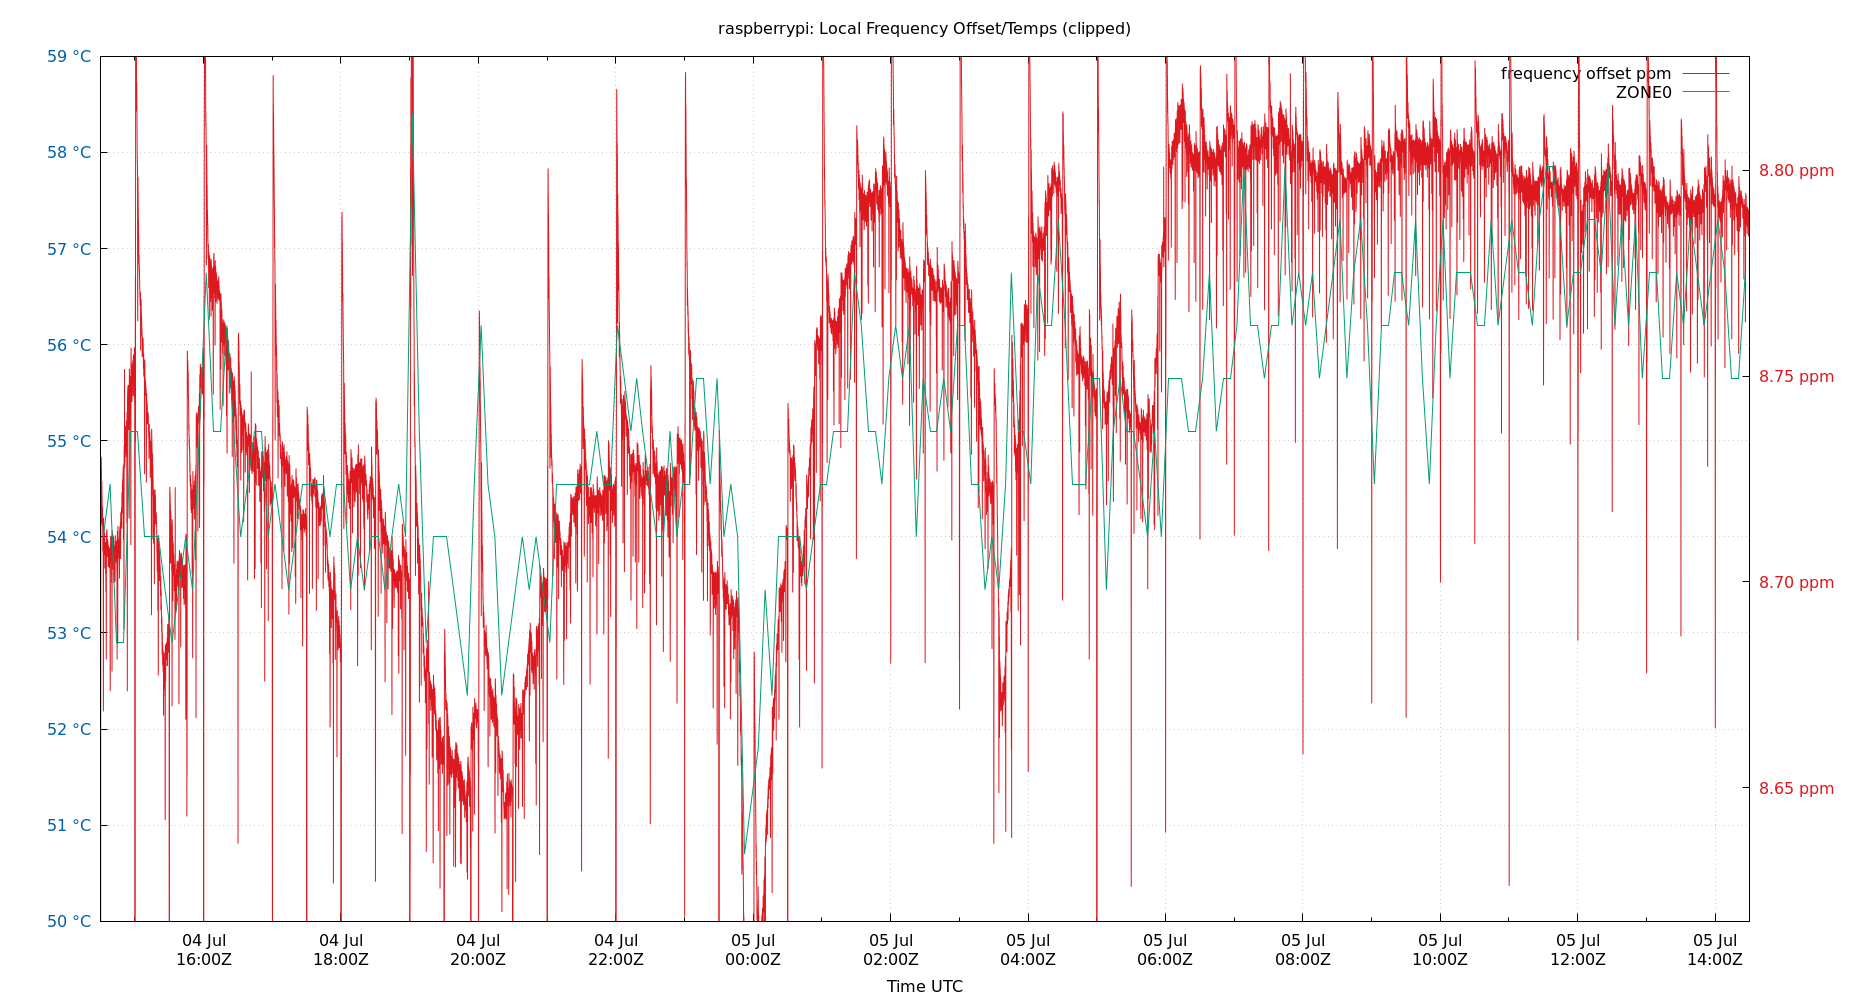 raspberrypi: Local Frequency Offset/Temps (clipped)
59 °C
58 °C
57 °C
56 °C
55 °C
54 °C
53 °C
52 °C
51 °C
50 °C
frequency offset ppm
ZONE0
8.80 ppm
8.75 ppm
8.70 ppm
8.65 ppm
04 Jul 04 Jul 04 Jul 04 Jul 05 Jul 05 Jul 05 Jul 05 Jul 05 Jul 05 Jul 05 Jul 05 Jul
16:00Z 18:00Z 20:00Z 22:00Z 00:00Z 02:00Z 04:00Z 06:00Z 08:00Z 10:00Z 12:00Z 14:00Z
Time UTC